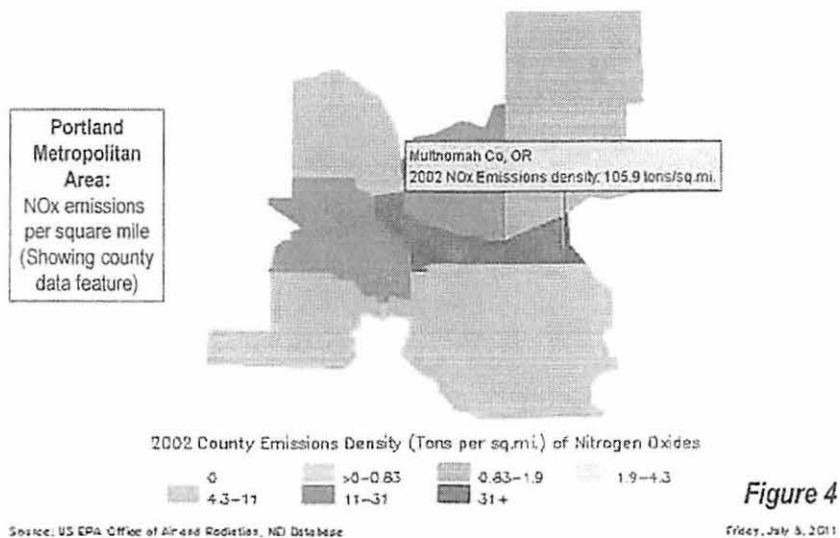 Portland
Metropolitan
Area:
NOx emissions
per square mile
(Showing county
data feature)
Multnomah Co, OR
2002 NOx Emissions density: 105.9 tons/sq.mi.
2002 County Emissions Density (Tons per sq.mi.) of Nitrogen Oxides
0 >0-0.83 0.83-1.9 1.9-4.3
4.3-11 11-31 31+
Figure 4
Source: US EPA Office of Air and Radiation, NEI Database
Friday, July 8, 2011